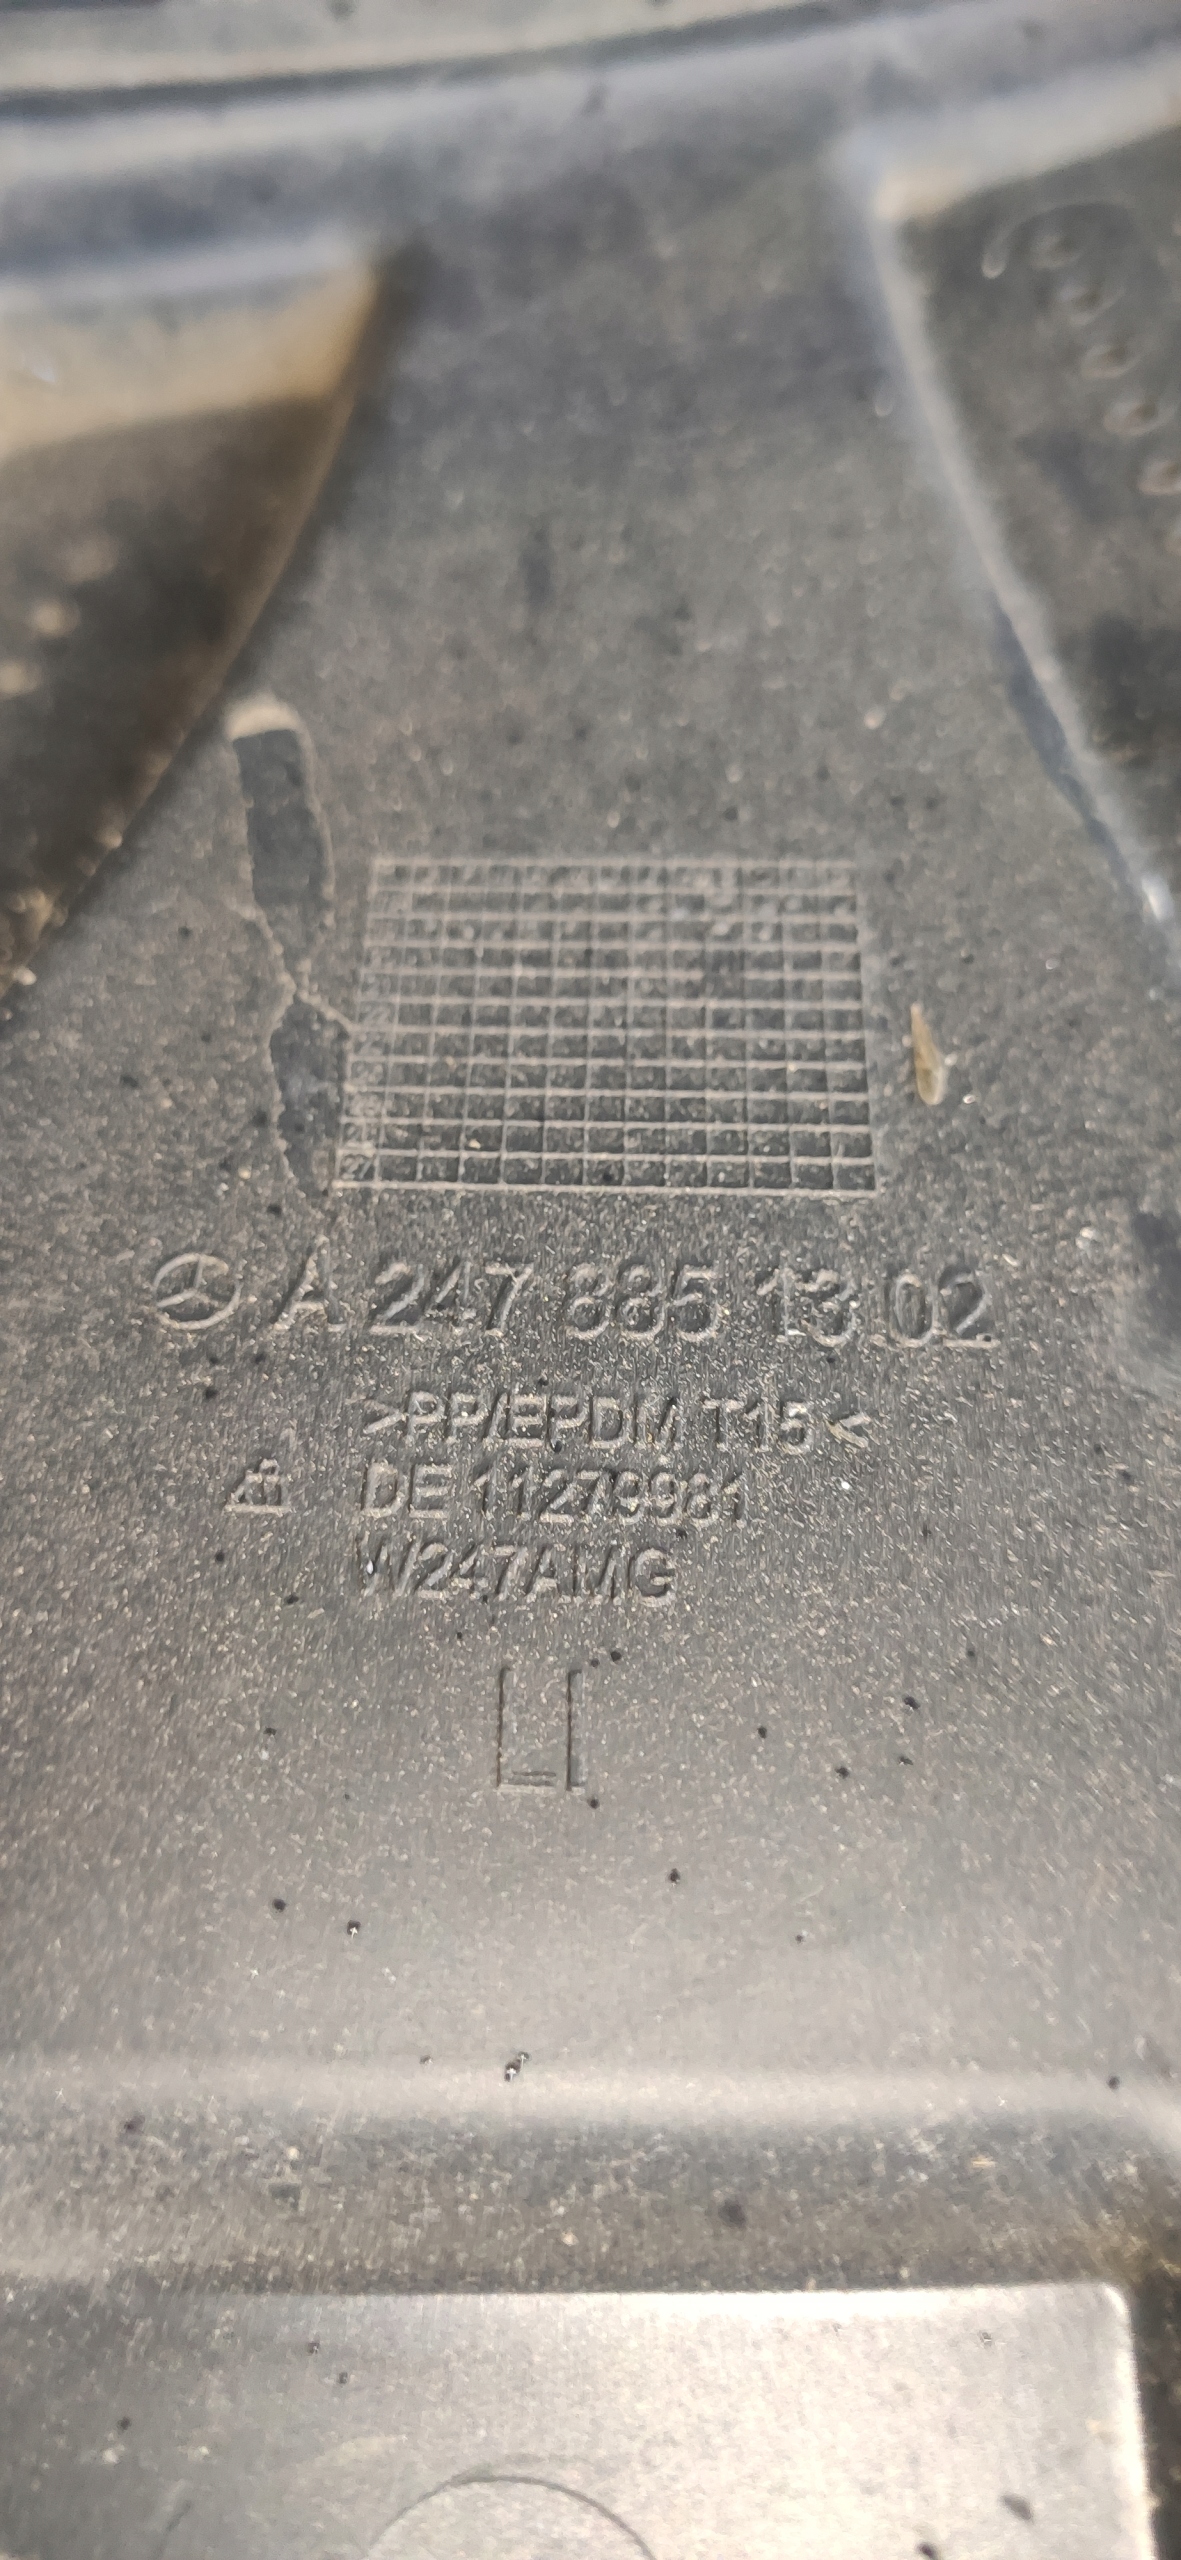 A 247 885 13 02
>PP/EPDM T15<
DE 11279981
W247AMG
LI